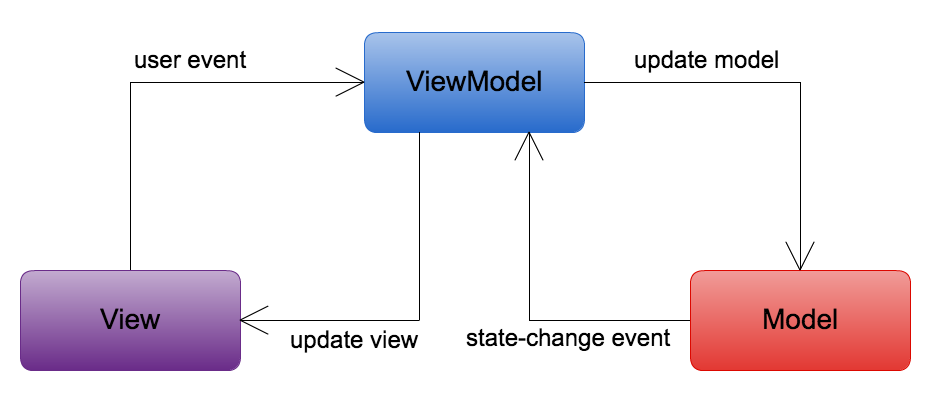 user event
ViewModel
update model
View
update view
state-change event
Model